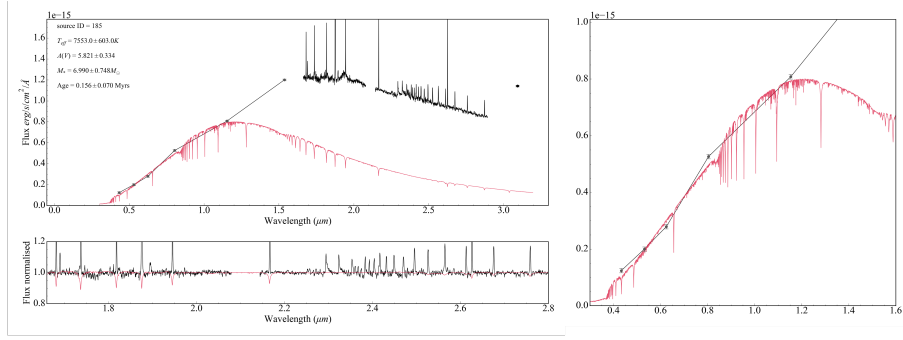 1e−15
source ID = 185
T_eff = 7553.0 ± 603.0K
A(V) = 5.821 ± 0.334
M* = 6.990 ± 0.748M☉
Age = 0.156 ± 0.070 Myrs
Flux erg/s/cm²/Å
1.6
1.4
1.2
1.0
0.8
0.6
0.4
0.2
0.0
0.0 0.5 1.0 1.5 2.0 2.5 3.0
Wavelength (μm)
Flux normalised
1.2
1.0
0.8
1.8 2.0 2.2 2.4 2.6 2.8
Wavelength (μm)
1e−15
1.0
0.8
0.6
0.4
0.2
0.0
0.4 0.6 0.8 1.0 1.2 1.4 1.6